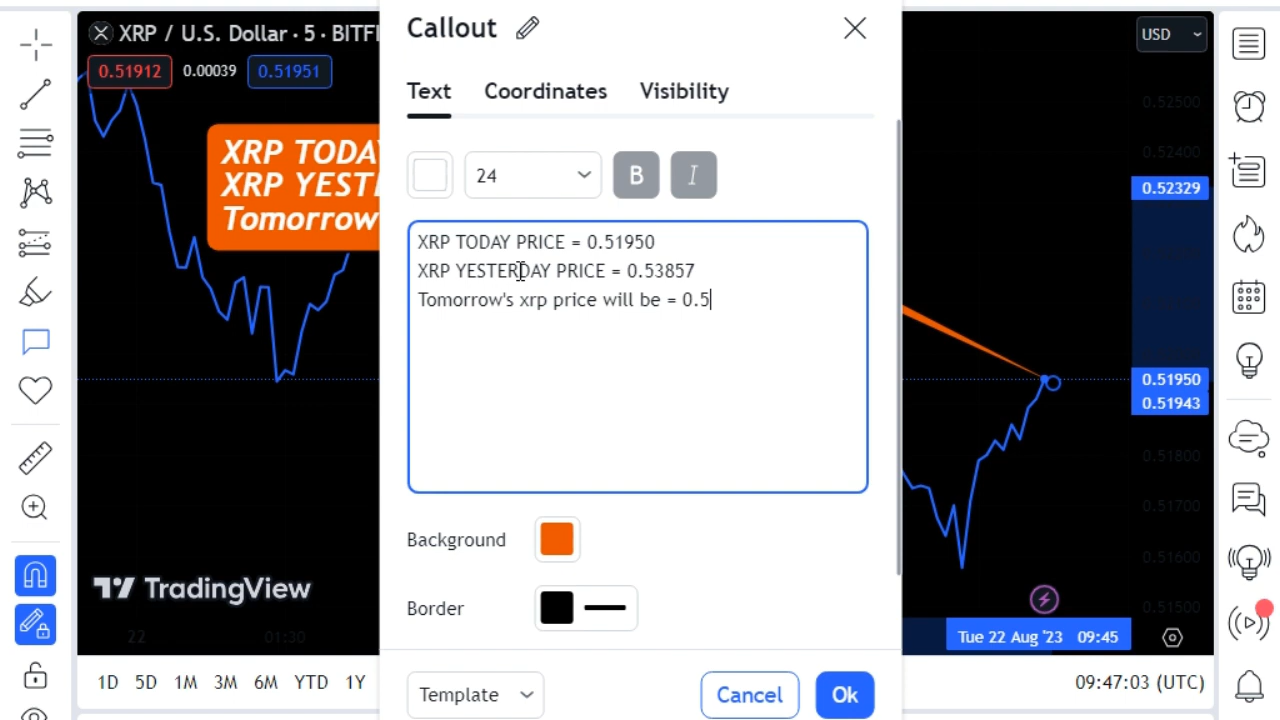 XRP / U.S. Dollar · 5 · BITFI
0.51912 0.00039 0.51951
XRP TODA
XRP YEST
Tomorrow
TradingView
22 01:30
1D 5D 1M 3M 6M YTD 1Y
Callout
Text Coordinates Visibility
24 B I
XRP TODAY PRICE = 0.51950
XRP YESTERDAY PRICE = 0.53857
Tomorrow's xrp price will be = 0.5
Background
Border
Template Cancel Ok
USD
0.52500
0.52400
0.52329
0.51950
0.51943
0.51800
0.51700
0.51600
0.51500
Tue 22 Aug '23 09:45
09:47:03 (UTC)